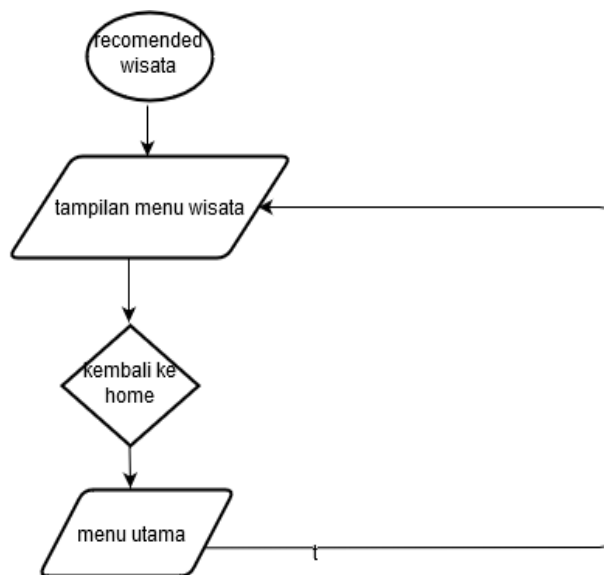 recomended
wisata
tampilan menu wisata
kembali ke
home
menu utama
t